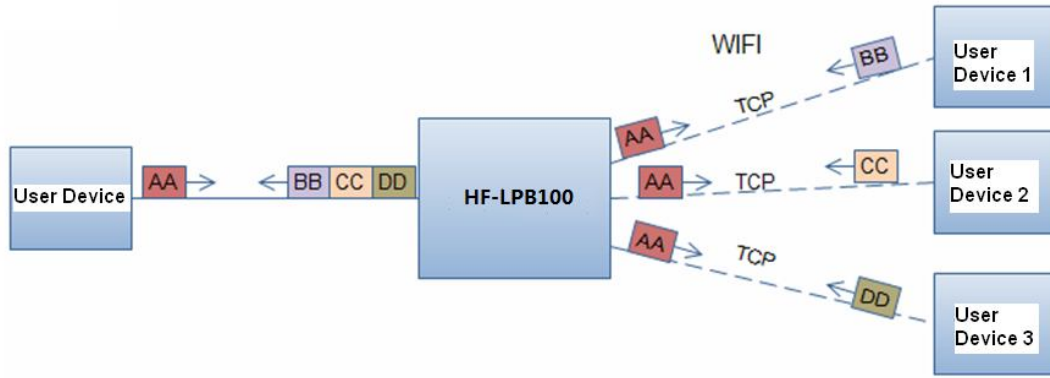 WIFI
User Device
AA
BB CC DD
HF-LPB100
AA
TCP
BB
User
Device 1
AA
TCP
CC
User
Device 2
AA
TCP
DD
User
Device 3